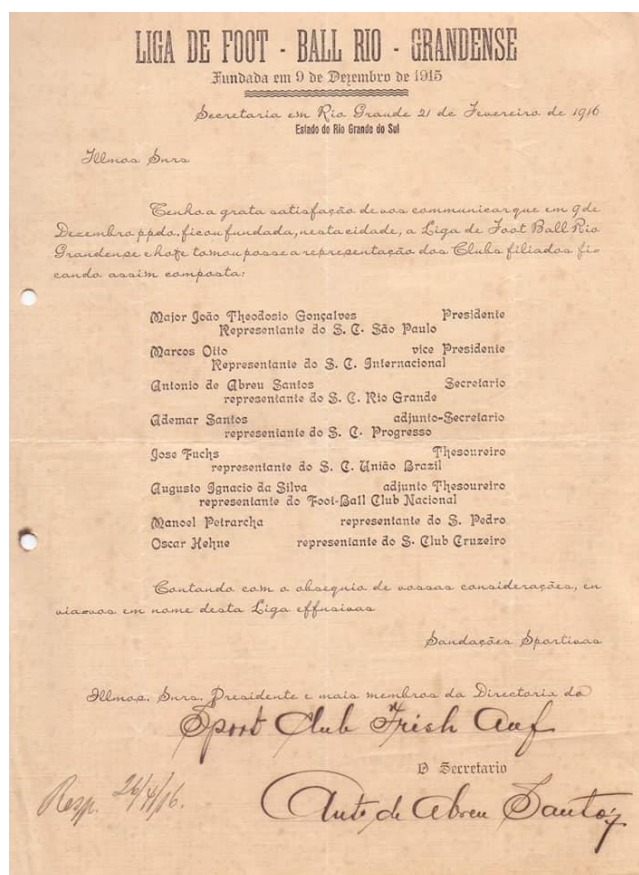 LIGA DE FOOT - BALL RIO - GRANDENSE
Fundada em 9 de Dezembro de 1915
Secretaria em Rio Grande 21 de Fevereiro de 1916
Estado do Rio Grande do Sul
Illmos Snrs
Tenho a grata satisfação de vos communicar que em 9 de
Dezembro ppdo. ficou fundada, nesta cidade, a Liga de Foot Ball Rio
Grandense e hoje tomou posse a representação dos Clubs filiados fi-
cando assim composta:
Major João Theodosio Gonçalves Presidente
Representante do S. C. São Paulo
Marcos Otto vice Presidente
Representante do S. C. Internacional
Antonio de Abreu Santos Secretario
representante do S. C. Rio Grande
Ademar Santos adjunto-Secretario
representante do S. C. Progresso
Jose Fuchs Thesoureiro
representante do S. C. União Brazil
Augusto Ignacio da Silva adjunto Thesoureiro
representante do Foot-Ball Club Nacional
Manoel Petrarcha representante do S. Pedro
Oscar Hehne representante do S. Club Cruzeiro
Contando com o obsequio de vossas considerações, en
via-vos em nome desta Liga effusivas
Saudações Sportivas
Illmos. Snrs. Presidente e mais membros da Directoria do
Sport Club Frish Auf
O Secretario
Resp. 26/4/16.
Anto de Abreu Santos